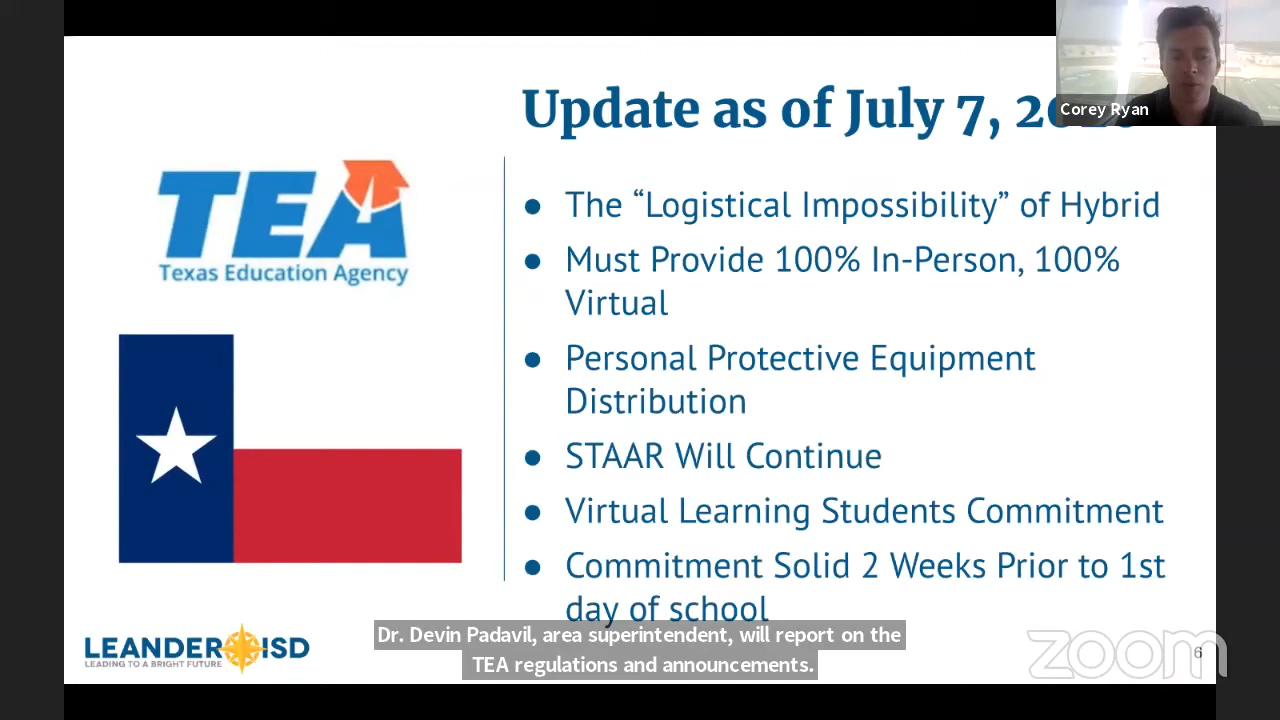 Update as of July 7,
Corey Ryan
TEA
Texas Education Agency
● The “Logistical Impossibility” of Hybrid
● Must Provide 100% In-Person, 100%
Virtual
● Personal Protective Equipment
Distribution
● STAAR Will Continue
● Virtual Learning Students Commitment
● Commitment Solid 2 Weeks Prior to 1st
day of school
Dr. Devin Padavil, area superintendent, will report on the
TEA regulations and announcements.
LEANDER ISD
LEADING TO A BRIGHT FUTURE
zoom
6